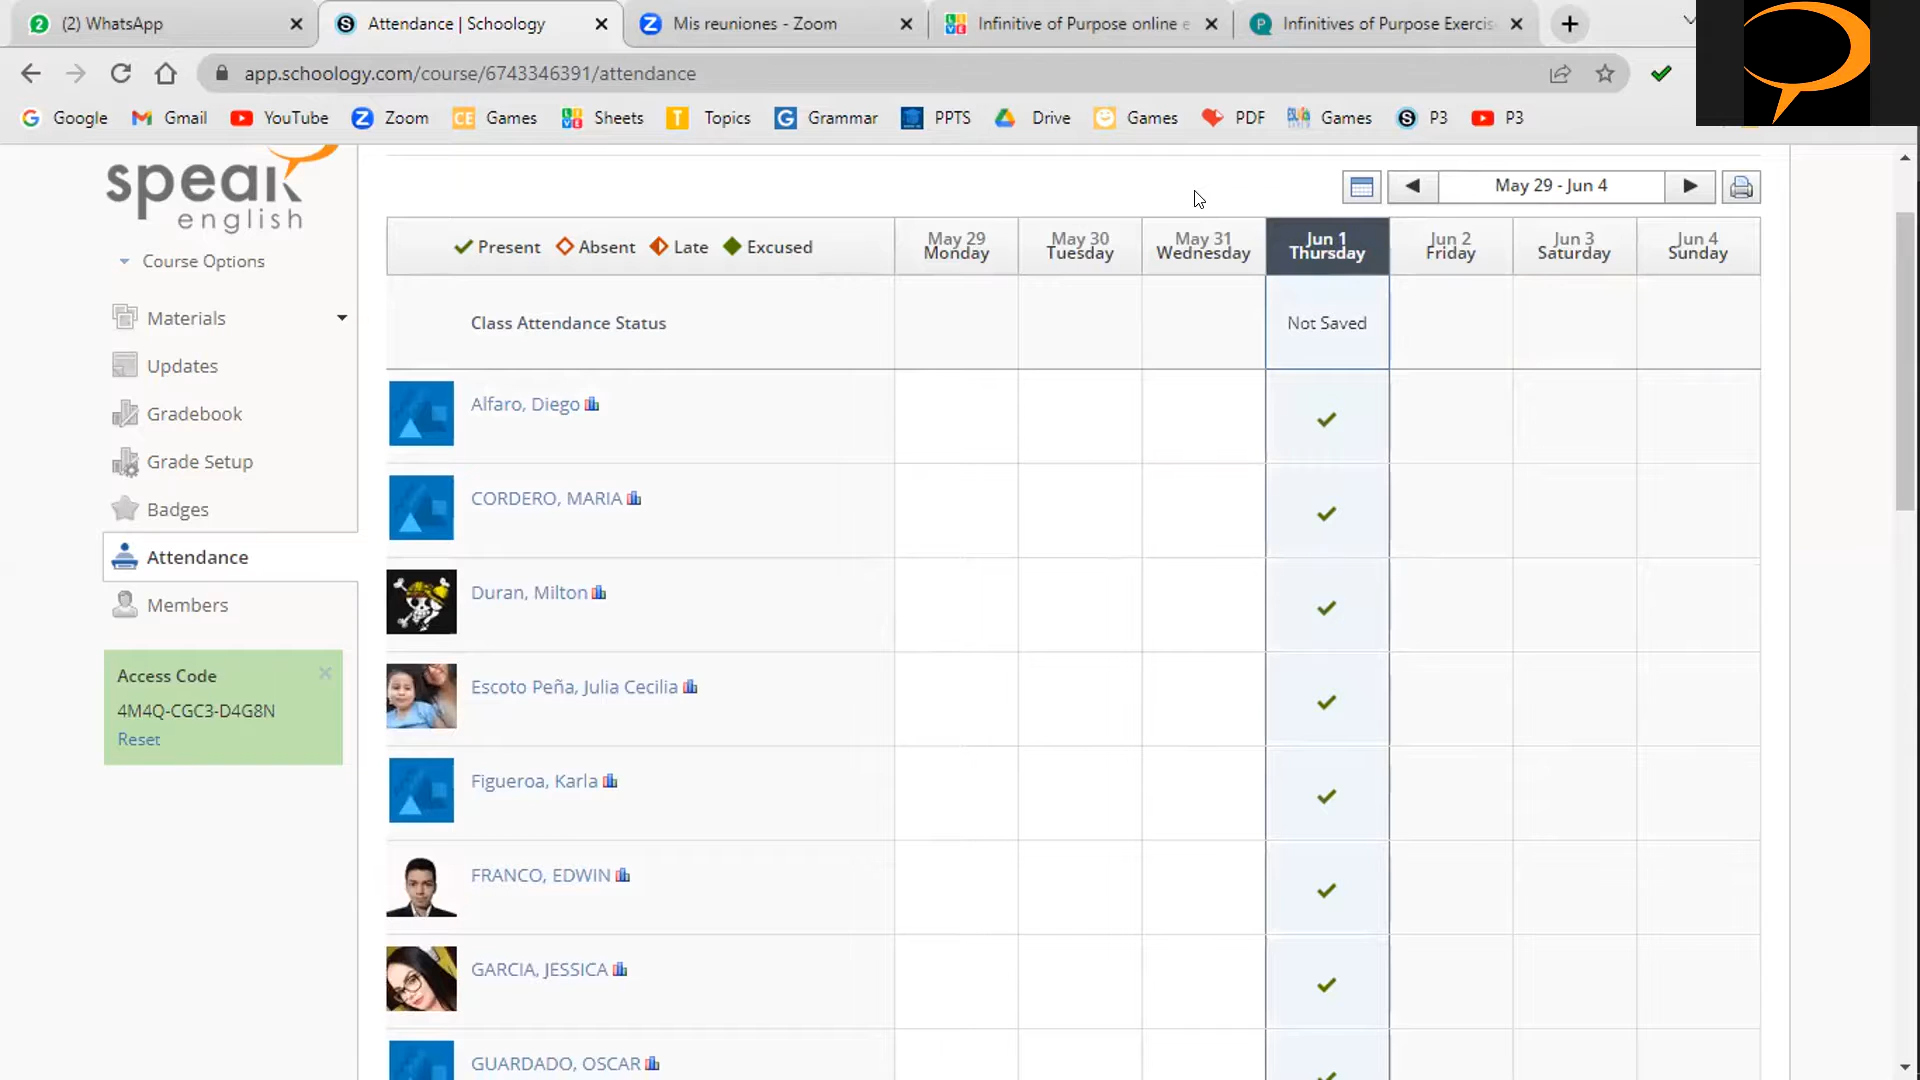 (2) WhatsApp
Attendance | Schoology
Mis reuniones - Zoom
Infinitive of Purpose online e
Infinitives of Purpose Exercis
app.schoology.com/course/6743346391/attendance
Google
Gmail
YouTube
Zoom
Games
Sheets
Topics
Grammar
PPTS
Drive
Games
PDF
Games
P3
P3
speak
english
Course Options
Materials
Updates
Gradebook
Grade Setup
Badges
Attendance
Members
Access Code
4M4Q-CGC3-D4G8N
Reset
May 29 - Jun 4
Present Absent Late Excused
May 29
Monday
May 30
Tuesday
May 31
Wednesday
Jun 1
Thursday
Jun 2
Friday
Jun 3
Saturday
Jun 4
Sunday
Class Attendance Status
Not Saved
Alfaro, Diego
CORDERO, MARIA
Duran, Milton
Escoto Peña, Julia Cecilia
Figueroa, Karla
FRANCO, EDWIN
GARCIA, JESSICA
GUARDADO, OSCAR